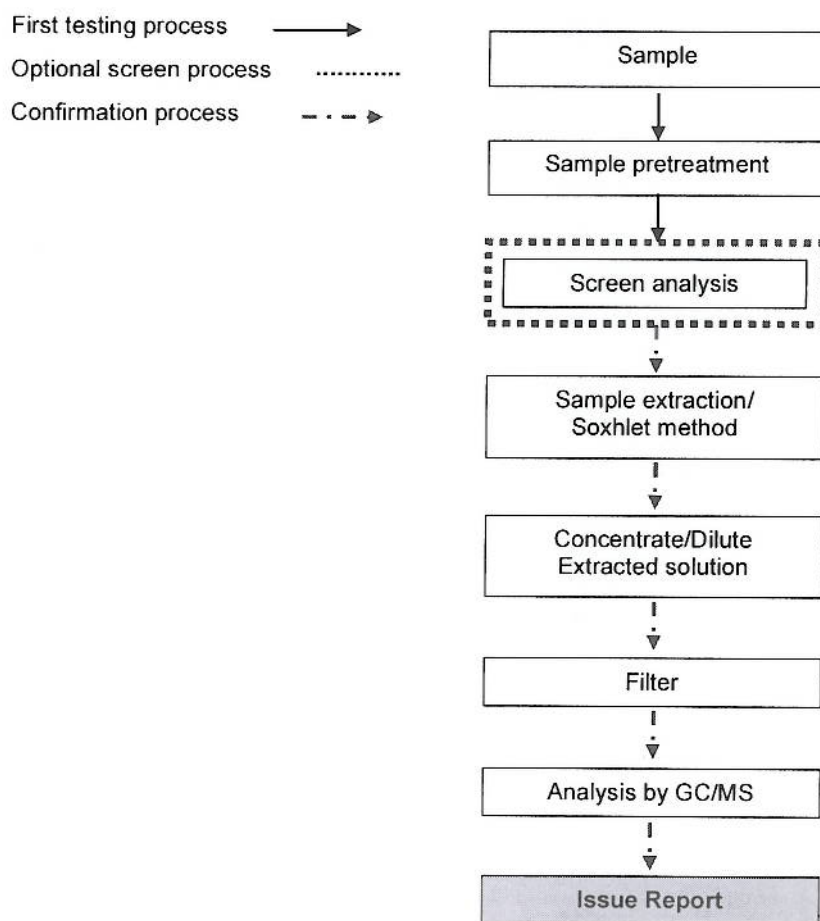 First testing process
Optional screen process
Confirmation process
Sample
Sample pretreatment
Screen analysis
Sample extraction/
Soxhlet method
Concentrate/Dilute
Extracted solution
Filter
Analysis by GC/MS
Issue Report